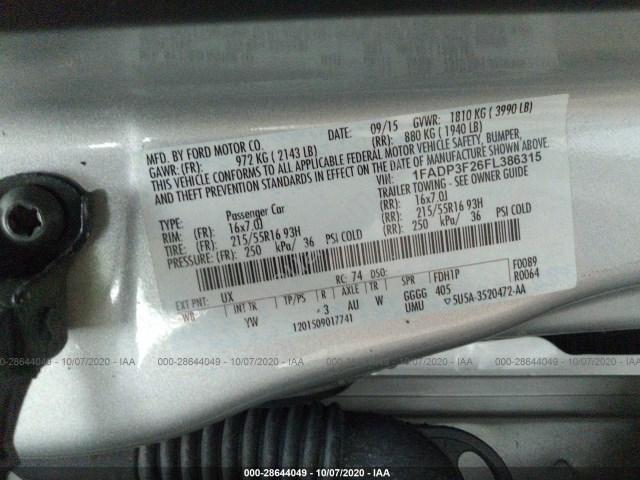 MFD. BY FORD MOTOR CO.
DATE: 09/15 GVWR: 1810 KG ( 3990 LB)
GAWR: (FR): 972 KG ( 2143 LB) (RR): 880 KG ( 1940 LB)
THIS VEHICLE CONFORMS TO ALL APPLICABLE FEDERAL MOTOR VEHICLE SAFETY, BUMPER,
AND THEFT PREVENTION STANDARDS IN EFFECT ON THE DATE OF MANUFACTURE SHOWN ABOVE.
VIN: 1FADP3F26FL386315
TYPE: Passenger Car TRAILER TOWING - SEE OWNER GUIDE
RIM: (FR): 16x7.0J (RR): 16x7.0J
TIRE: (FR): 215/55R16 93H (RR): 215/55R16 93H
PRESSURE: (FR): 250 kPa/ 36 PSI COLD (RR): 250 kPa/ 36 PSI COLD
EXT PNT: UX RC: 74 DSO: FDH1P F0089
WB INT TR TP/PS R AXLE TR SPR R0064
YW 3 AU W GGGG 405
1201509017741 UMU 5U5A-3520472-AA
000-28644049 - 10/07/2020 - IAA
000-28644049 - 10/07/2020 - IAA
000-28644049 - 10/07/2020 - IAA
000-28644049 - 10/07/2020 - IAA